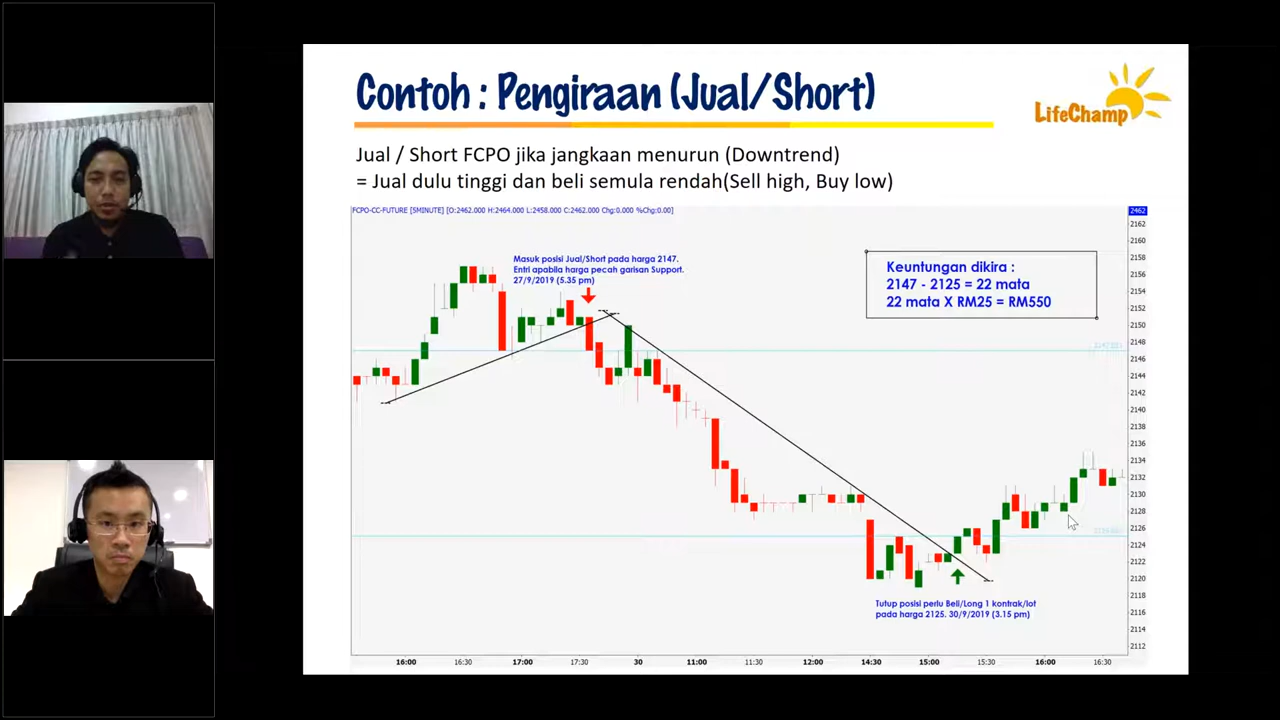 Contoh : Pengiraan (Jual/Short)
LifeChamp
Jual / Short FCPO jika jangkaan menurun (Downtrend)
= Jual dulu tinggi dan beli semula rendah(Sell high, Buy low)
FCPO-CC-FUTURE [5MINUTE] [O:2462.000 H:2464.000 L:2458.000 C:2462.000 Chg:0.000 %Chg:0.00]
Masuk posisi Jual/Short pada harga 2147.
Entri apabila harga pecah garisan Support.
27/9/2019 (5.35 pm)
Keuntungan dikira :
2147 - 2125 = 22 mata
22 mata X RM25 = RM550
Tutup posisi perlu Beli/Long 1 kontrak/lot
pada harga 2125. 30/9/2019 (3.15 pm)
2462
2162
2160
2158
2156
2154
2152
2150
2148
2146
2144
2142
2140
2138
2136
2134
2132
2130
2128
2126
2124
2122
2120
2118
2116
2114
2112
16:00 16:30 17:00 17:30 30 11:00 11:30 12:00 14:30 15:00 15:30 16:00 16:30